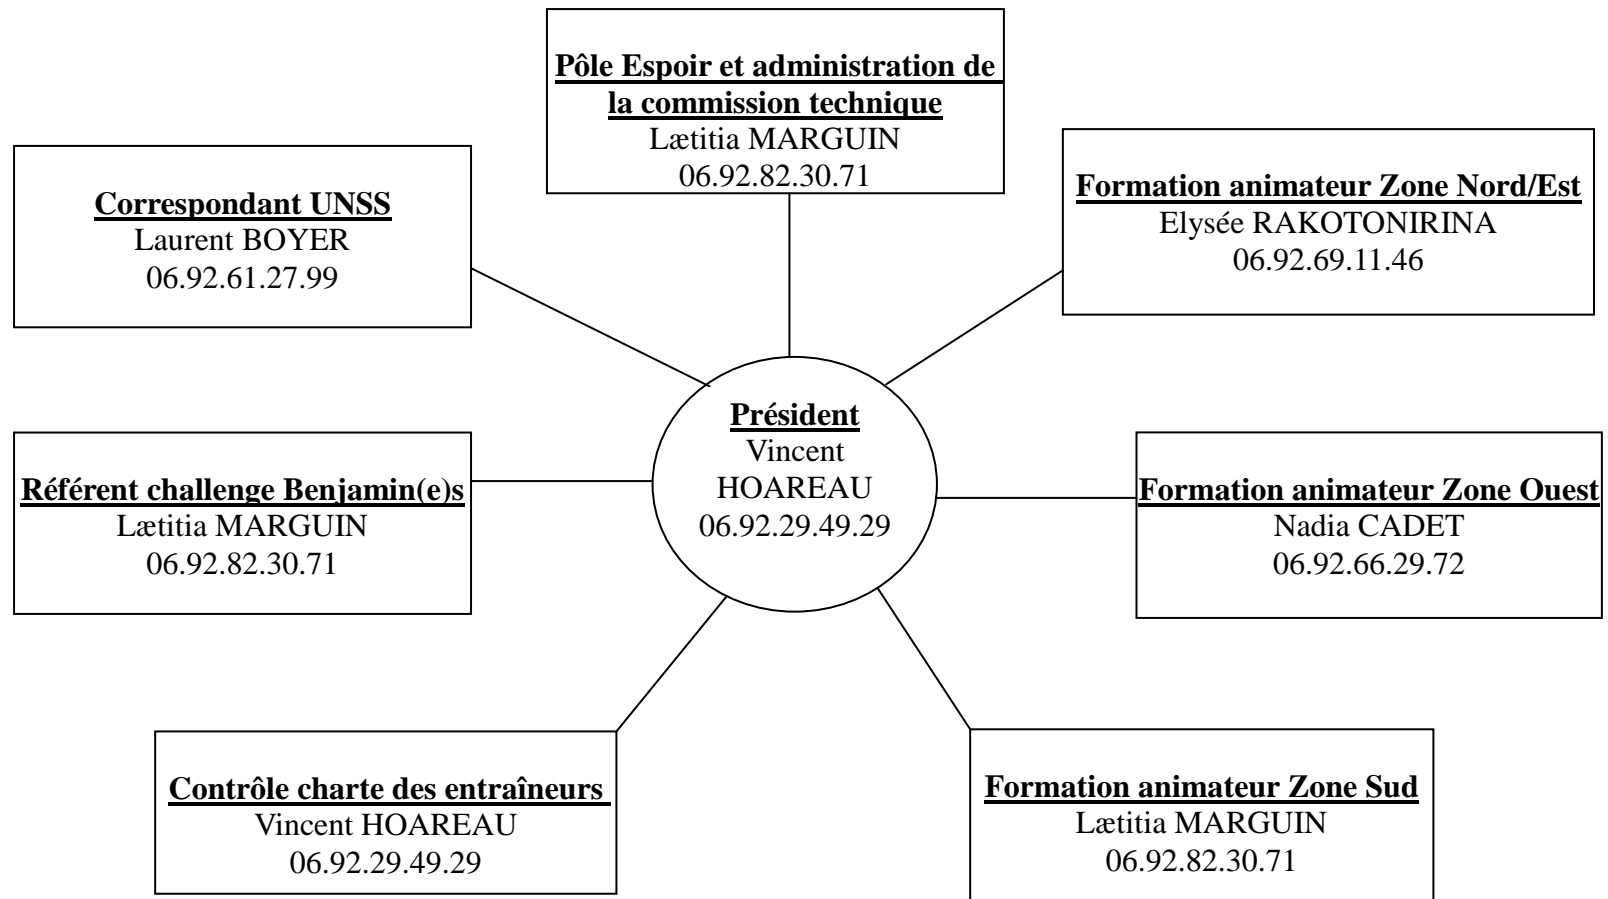 Pôle Espoir et administration de
la commission technique
Lætitia MARGUIN
06.92.82.30.71
Correspondant UNSS
Laurent BOYER
06.92.61.27.99
Formation animateur Zone Nord/Est
Elysée RAKOTONIRINA
06.92.69.11.46
Président
Vincent
HOAREAU
06.92.29.49.29
Référent challenge Benjamin(e)s
Lætitia MARGUIN
06.92.82.30.71
Formation animateur Zone Ouest
Nadia CADET
06.92.66.29.72
Contrôle charte des entraîneurs
Vincent HOAREAU
06.92.29.49.29
Formation animateur Zone Sud
Lætitia MARGUIN
06.92.82.30.71